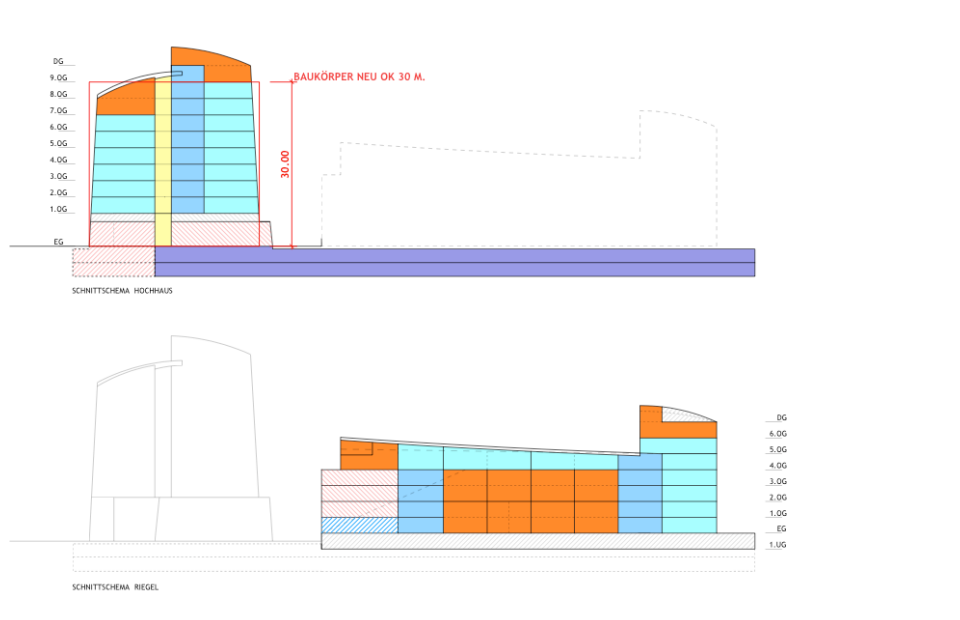 DG
9.OG
BAUKÖRPER NEU OK 30 M.
8.OG
7.OG
6.OG
5.OG
4.OG
3.OG
2.OG
1.OG
30.00
EG
SCHNITTSCHEMA HOCHHAUS
DG
6.OG
5.OG
4.OG
3.OG
2.OG
1.OG
EG
1.UG
SCHNITTSCHEMA RIEGEL